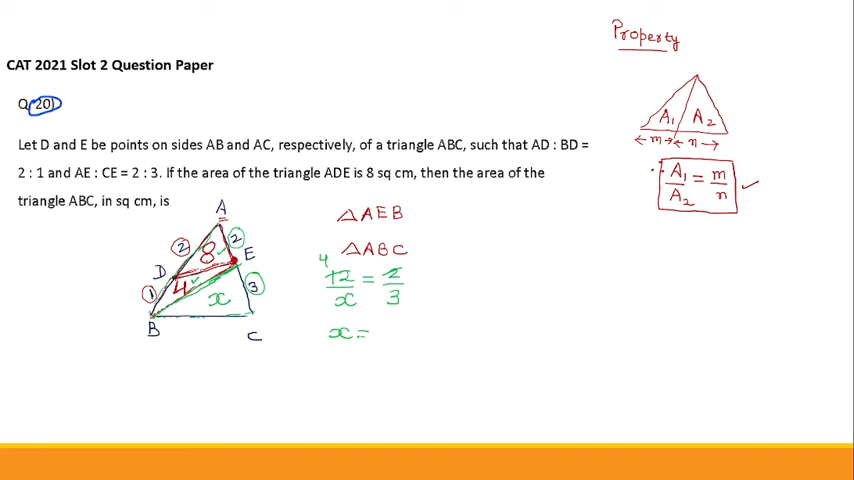 Property
CAT 2021 Slot 2 Question Paper
Q 20)
A₁ A₂
m n
∴ A₁/A₂ = m/n ✓
Let D and E be points on sides AB and AC, respectively, of a triangle ABC, such that AD : BD =
2 : 1 and AE : CE = 2 : 3. If the area of the triangle ADE is 8 sq cm, then the area of the
triangle ABC, in sq cm, is
A
2 8 2
D E
1 4 x 3
B C
△AEB
△ABC
4
12/x = 2/3
x =